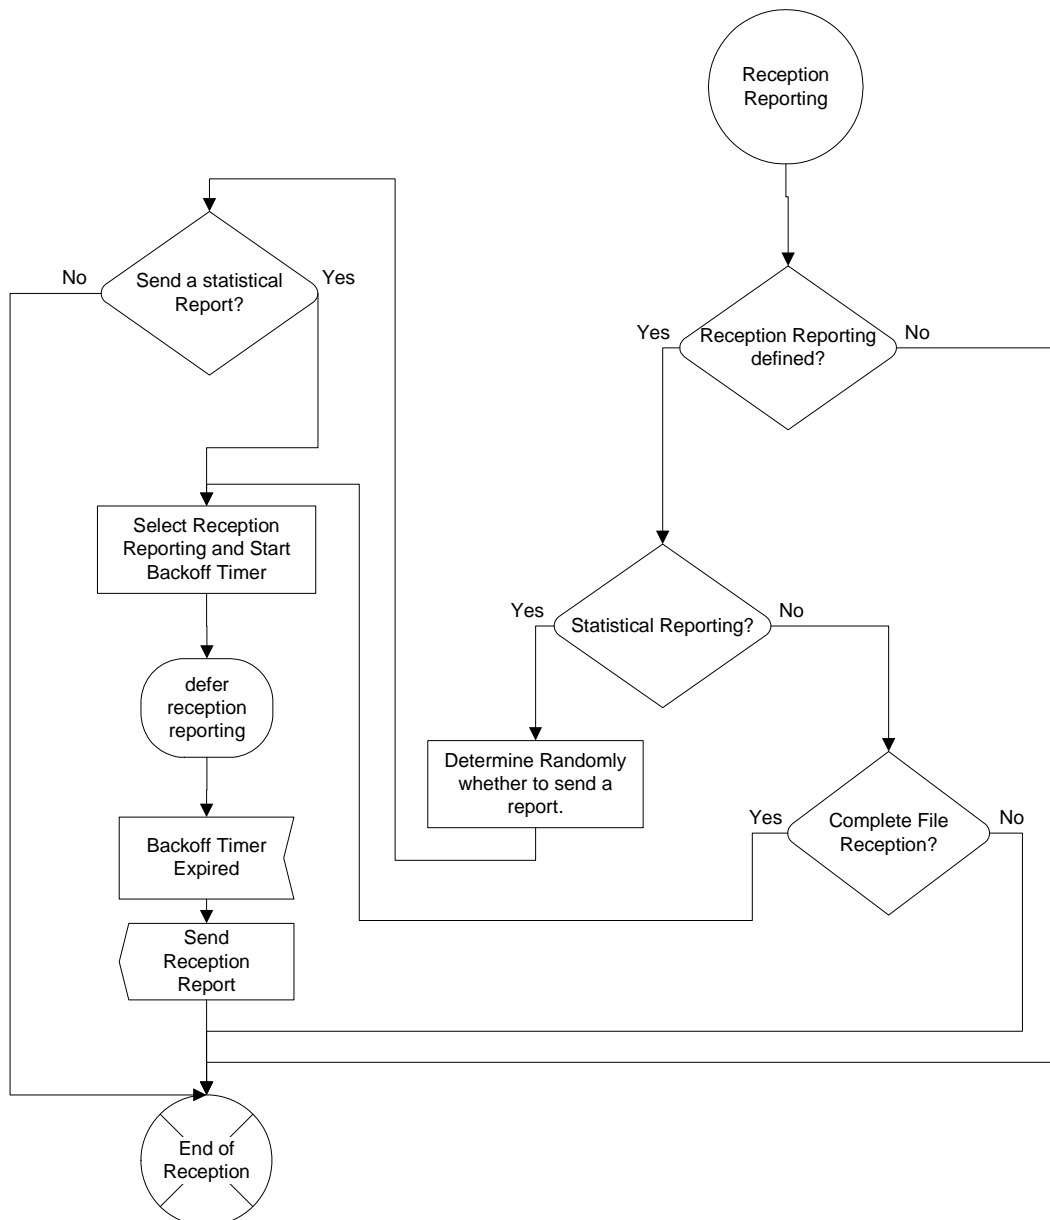 Reception
Reporting
No
Send a statistical
Report?
Yes
Yes
Reception Reporting
defined?
No
Select Reception
Reporting and Start
Backoff Timer
Yes
Statistical Reporting?
No
defer
reception
reporting
Determine Randomly
whether to send a
report.
Yes
Complete File
Reception?
No
Backoff Timer
Expired
Send
Reception
Report
End of
Reception